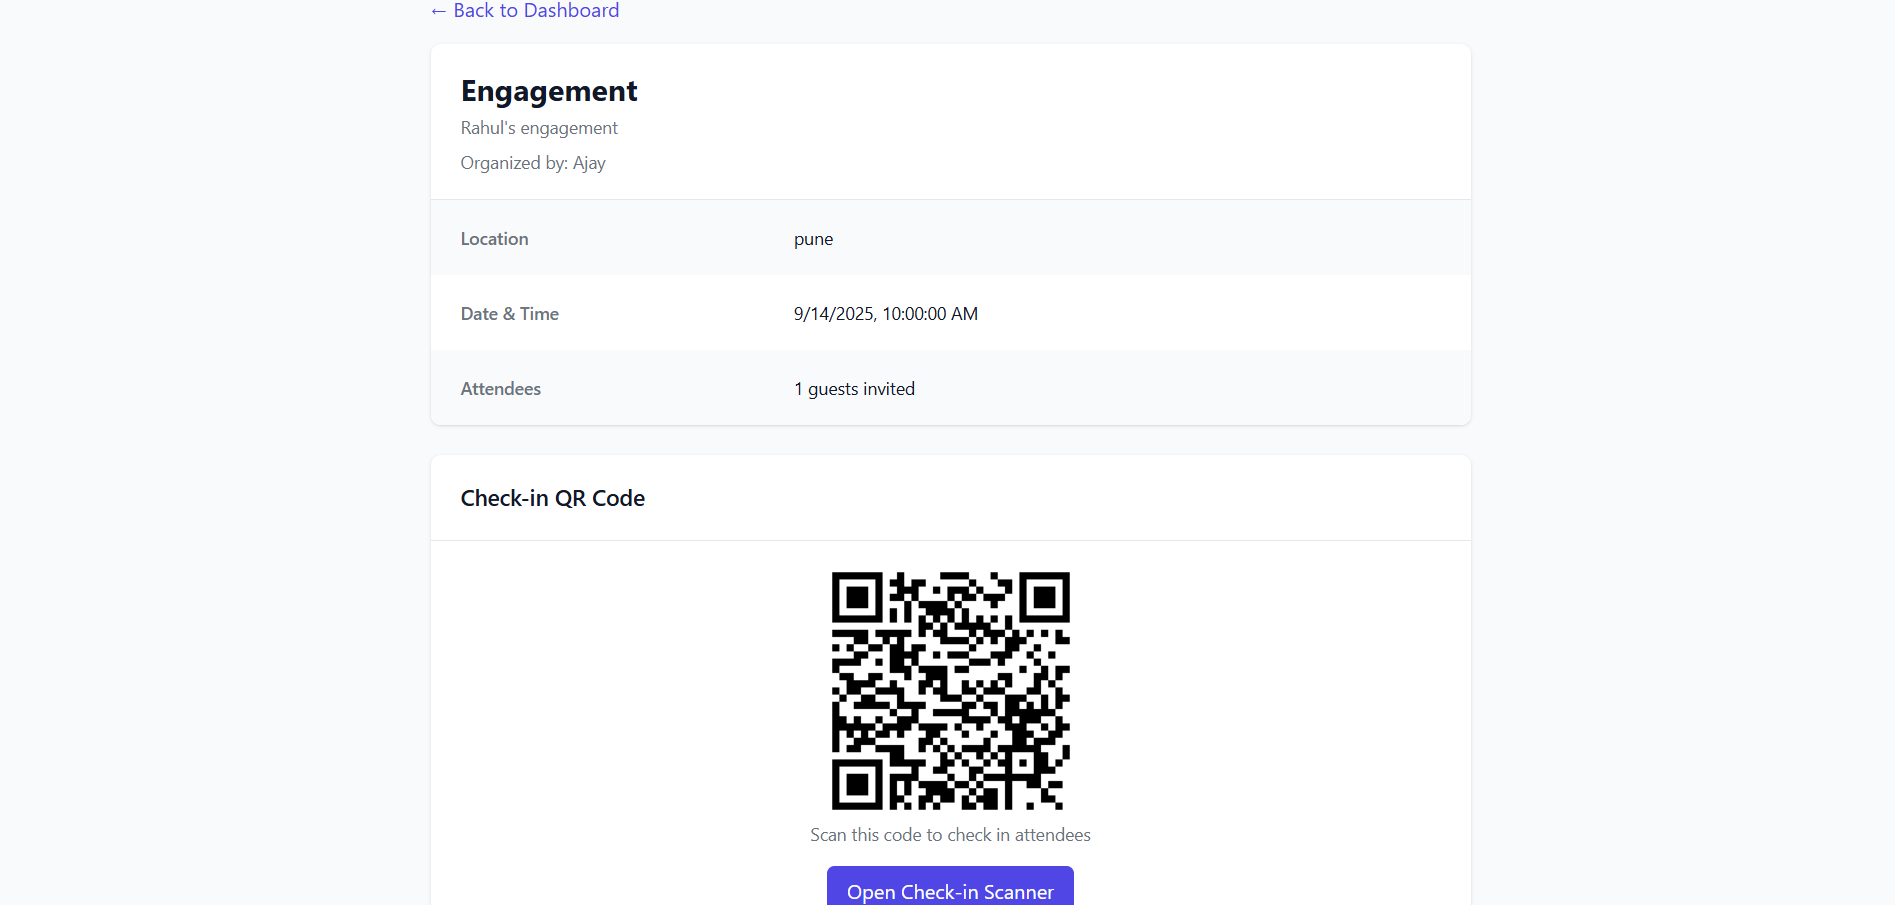 ← Back to Dashboard
Engagement
Rahul's engagement
Organized by: Ajay
Location pune
Date & Time 9/14/2025, 10:00:00 AM
Attendees 1 guests invited
Check-in QR Code
Scan this code to check in attendees
Open Check-in Scanner